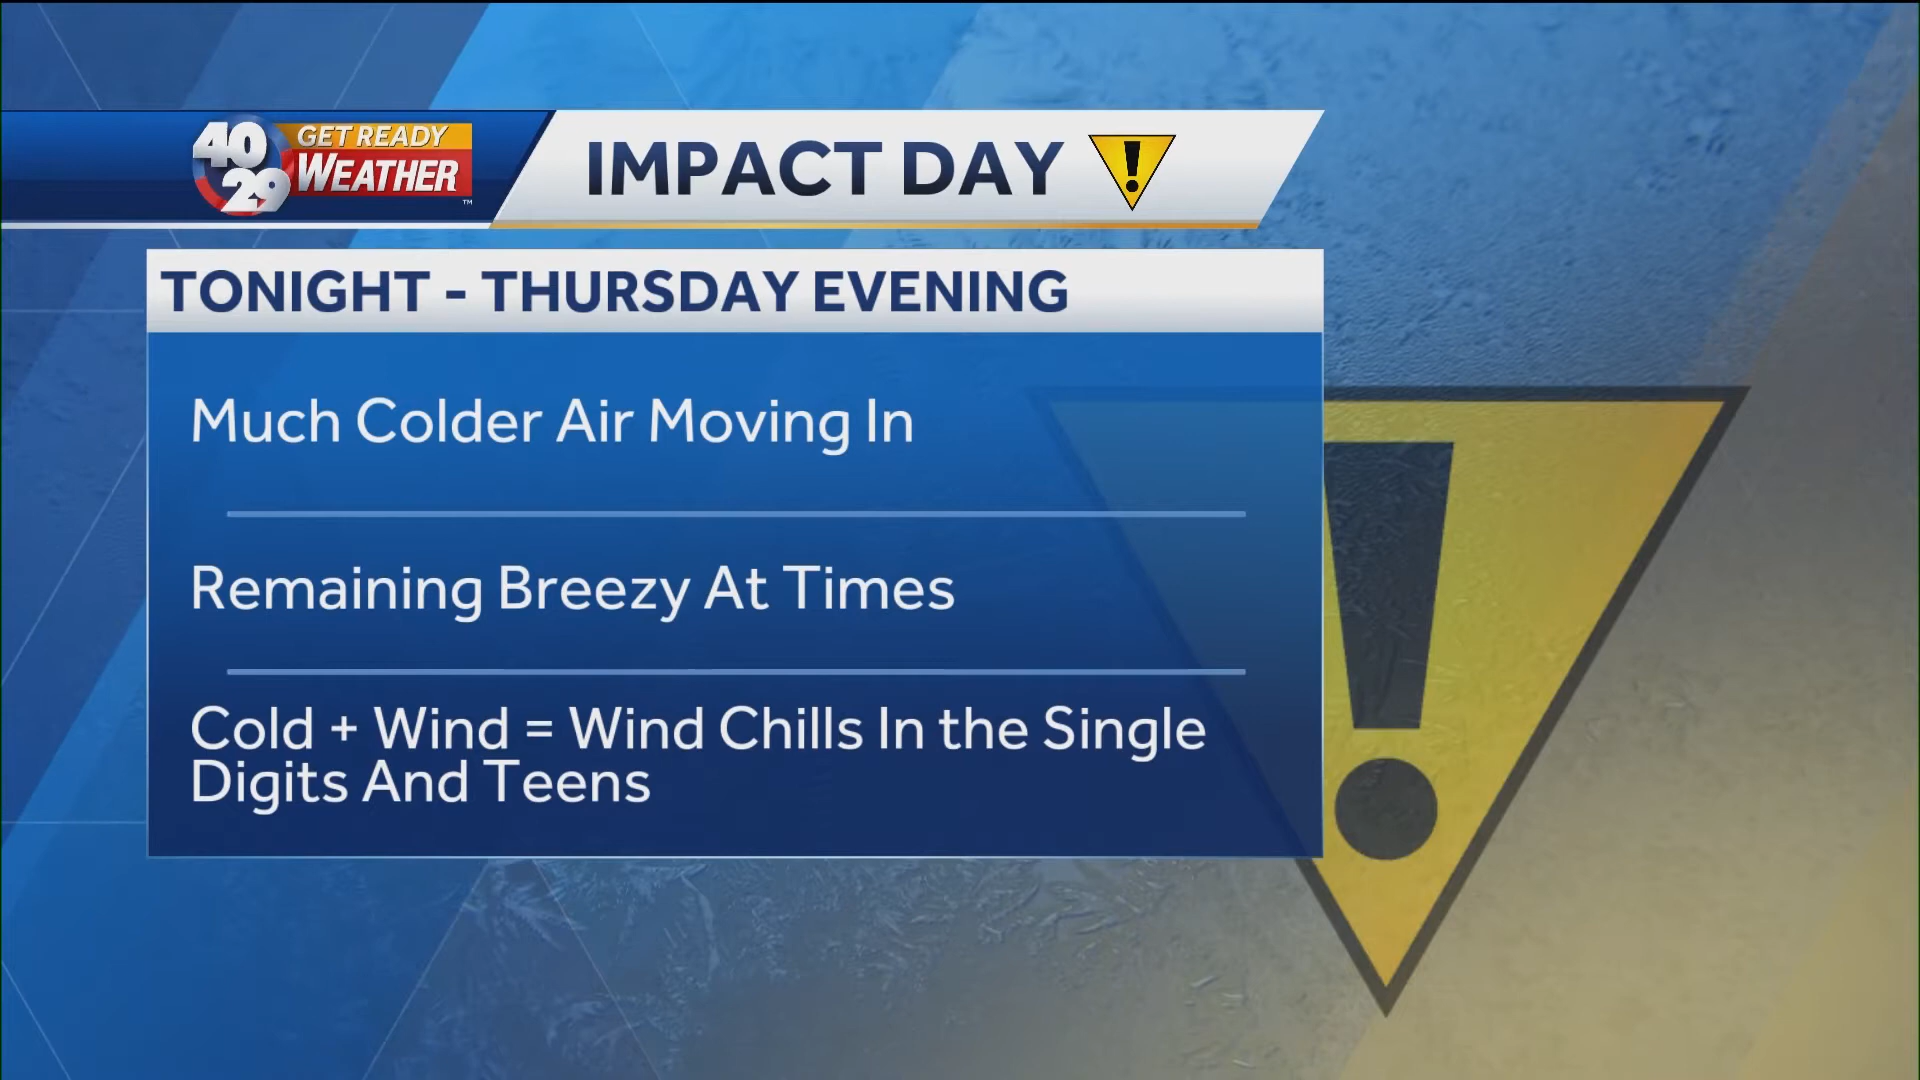 40
29
GET READY
WEATHER
™
IMPACT DAY !
TONIGHT - THURSDAY EVENING
Much Colder Air Moving In
Remaining Breezy At Times
Cold + Wind = Wind Chills In the Single
Digits And Teens
!